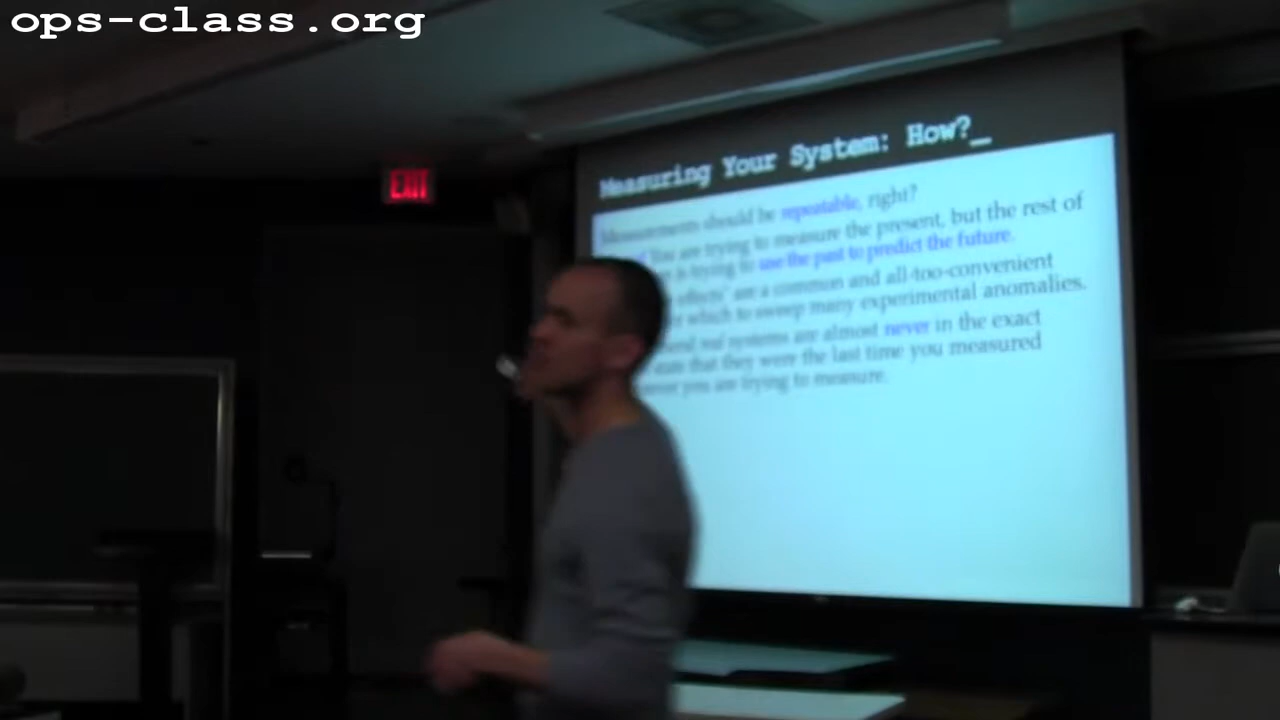 ops-class.org
EXIT
Measuring Your System: How?_
Measurements should be repeatable, right?
You are trying to measure the present, but the rest of
is trying to use the past to predict the future.
effects" are a common and all-too-convenient
which to sweep many experimental anomalies.
real systems are almost never in the exact
state that they were the last time you measured
you are trying to measure.